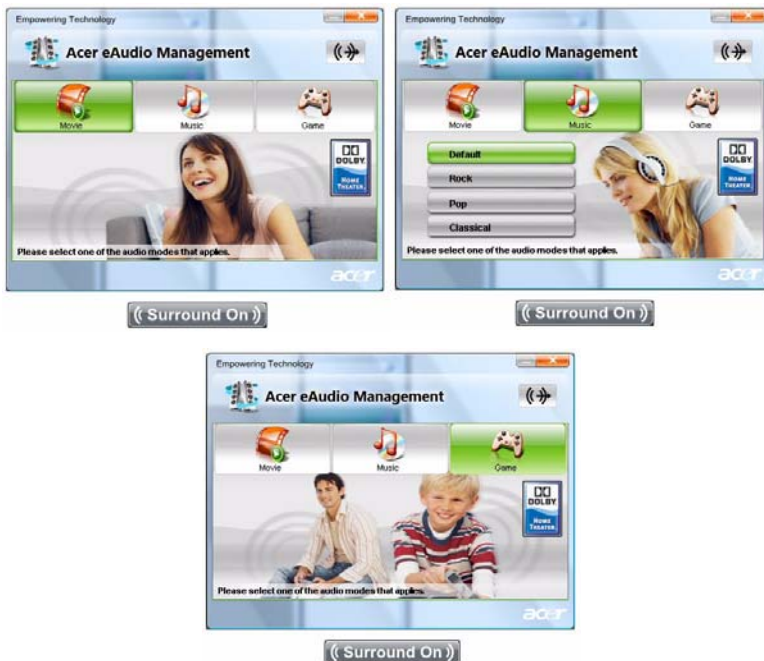 Empowering Technology
Acer eAudio Management
Movie Music Game
DOLBY
HOME THEATER
Please select one of the audio modes that applies.
acer
Surround On
Empowering Technology
Acer eAudio Management
Movie Music Game
Default
Rock
Pop
Classical
DOLBY
HOME THEATER
Please select one of the audio modes that applies.
acer
Surround On
Empowering Technology
Acer eAudio Management
Movie Music Game
DOLBY
HOME THEATER
Please select one of the audio modes that applies.
acer
Surround On